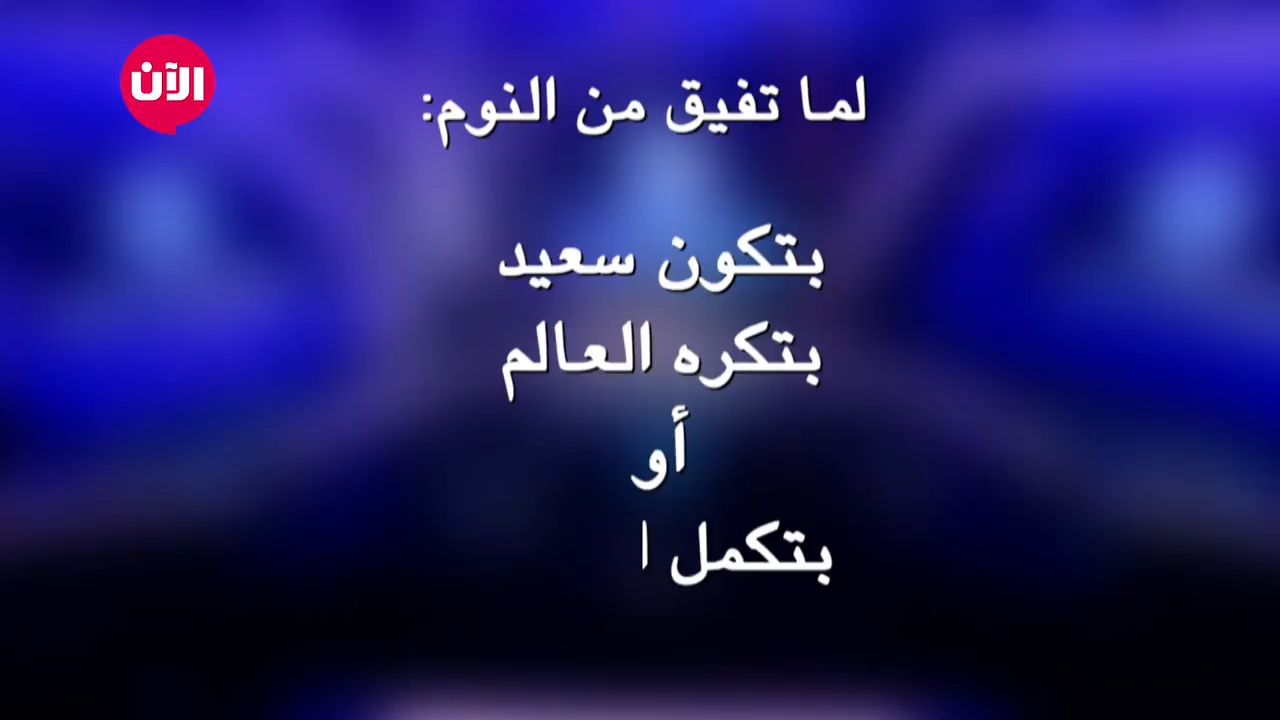 الآن
لما تفيق من النوم:
بتكون سعيد
بتكره العالم
أو
بتكمل ا